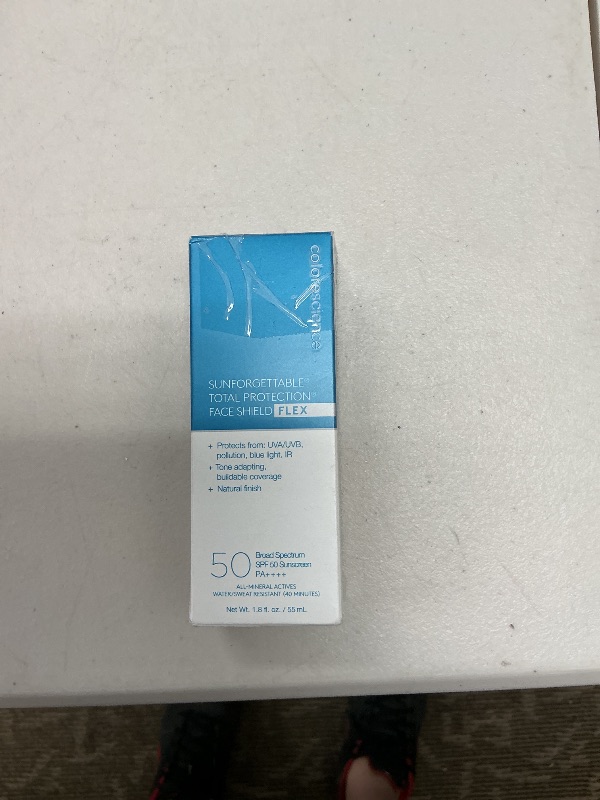 colorescience
SUNFORGETTABLE™
TOTAL PROTECTION™
FACE SHIELD FLEX
+ Protects from: UVA/UVB,
pollution, blue light, IR
+ Tone adapting,
buildable coverage
+ Natural finish
50 Broad Spectrum
SPF 50 Sunscreen
PA++++
ALL-MINERAL ACTIVES
WATER/SWEAT RESISTANT (40 MINUTES)
Net Wt. 1.8 fl. oz. / 55 mL